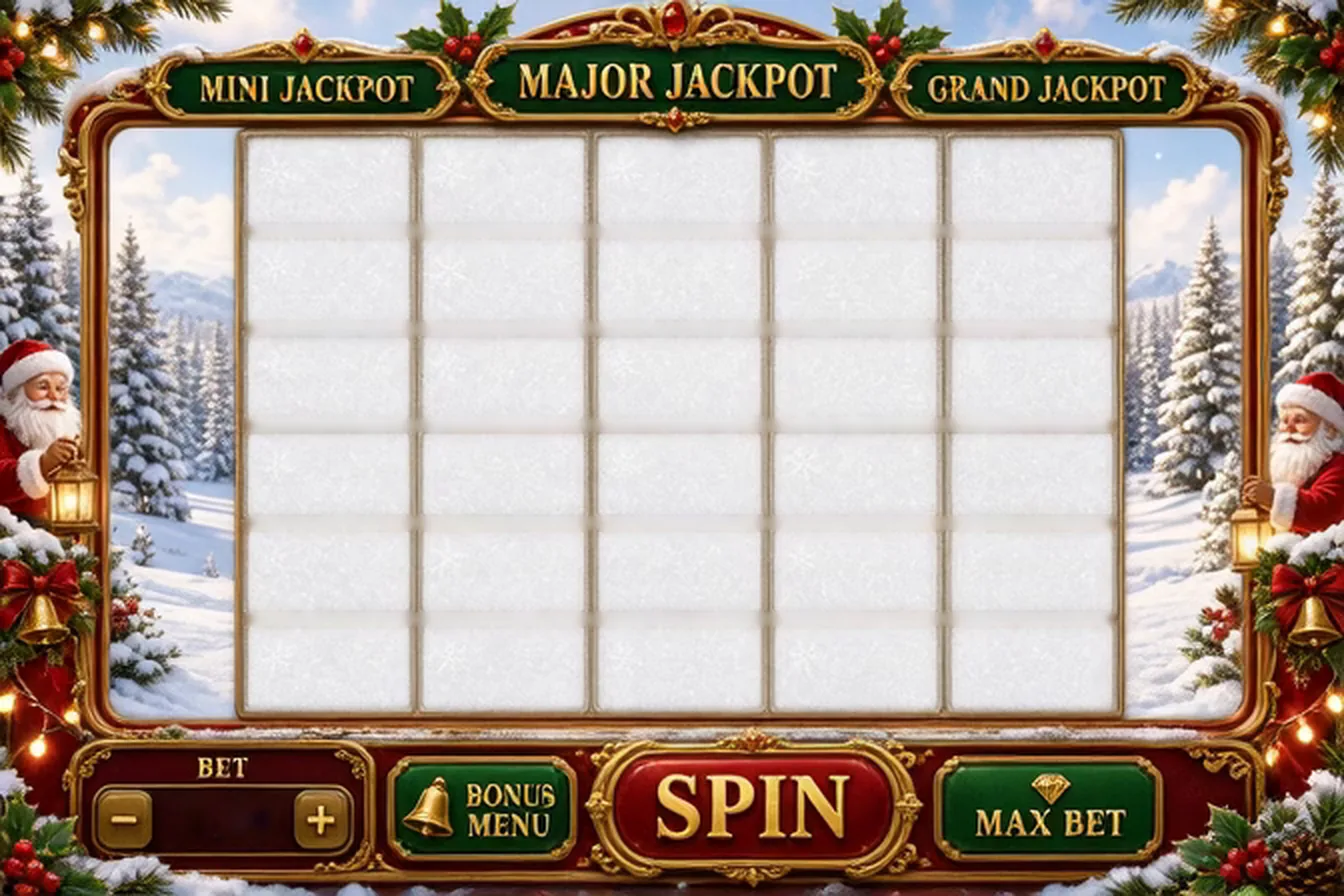 MINI JACKPOT
MAJOR JACKPOT
GRAND JACKPOT
BET
−
+
BONUS
MENU
SPIN
MAX BET